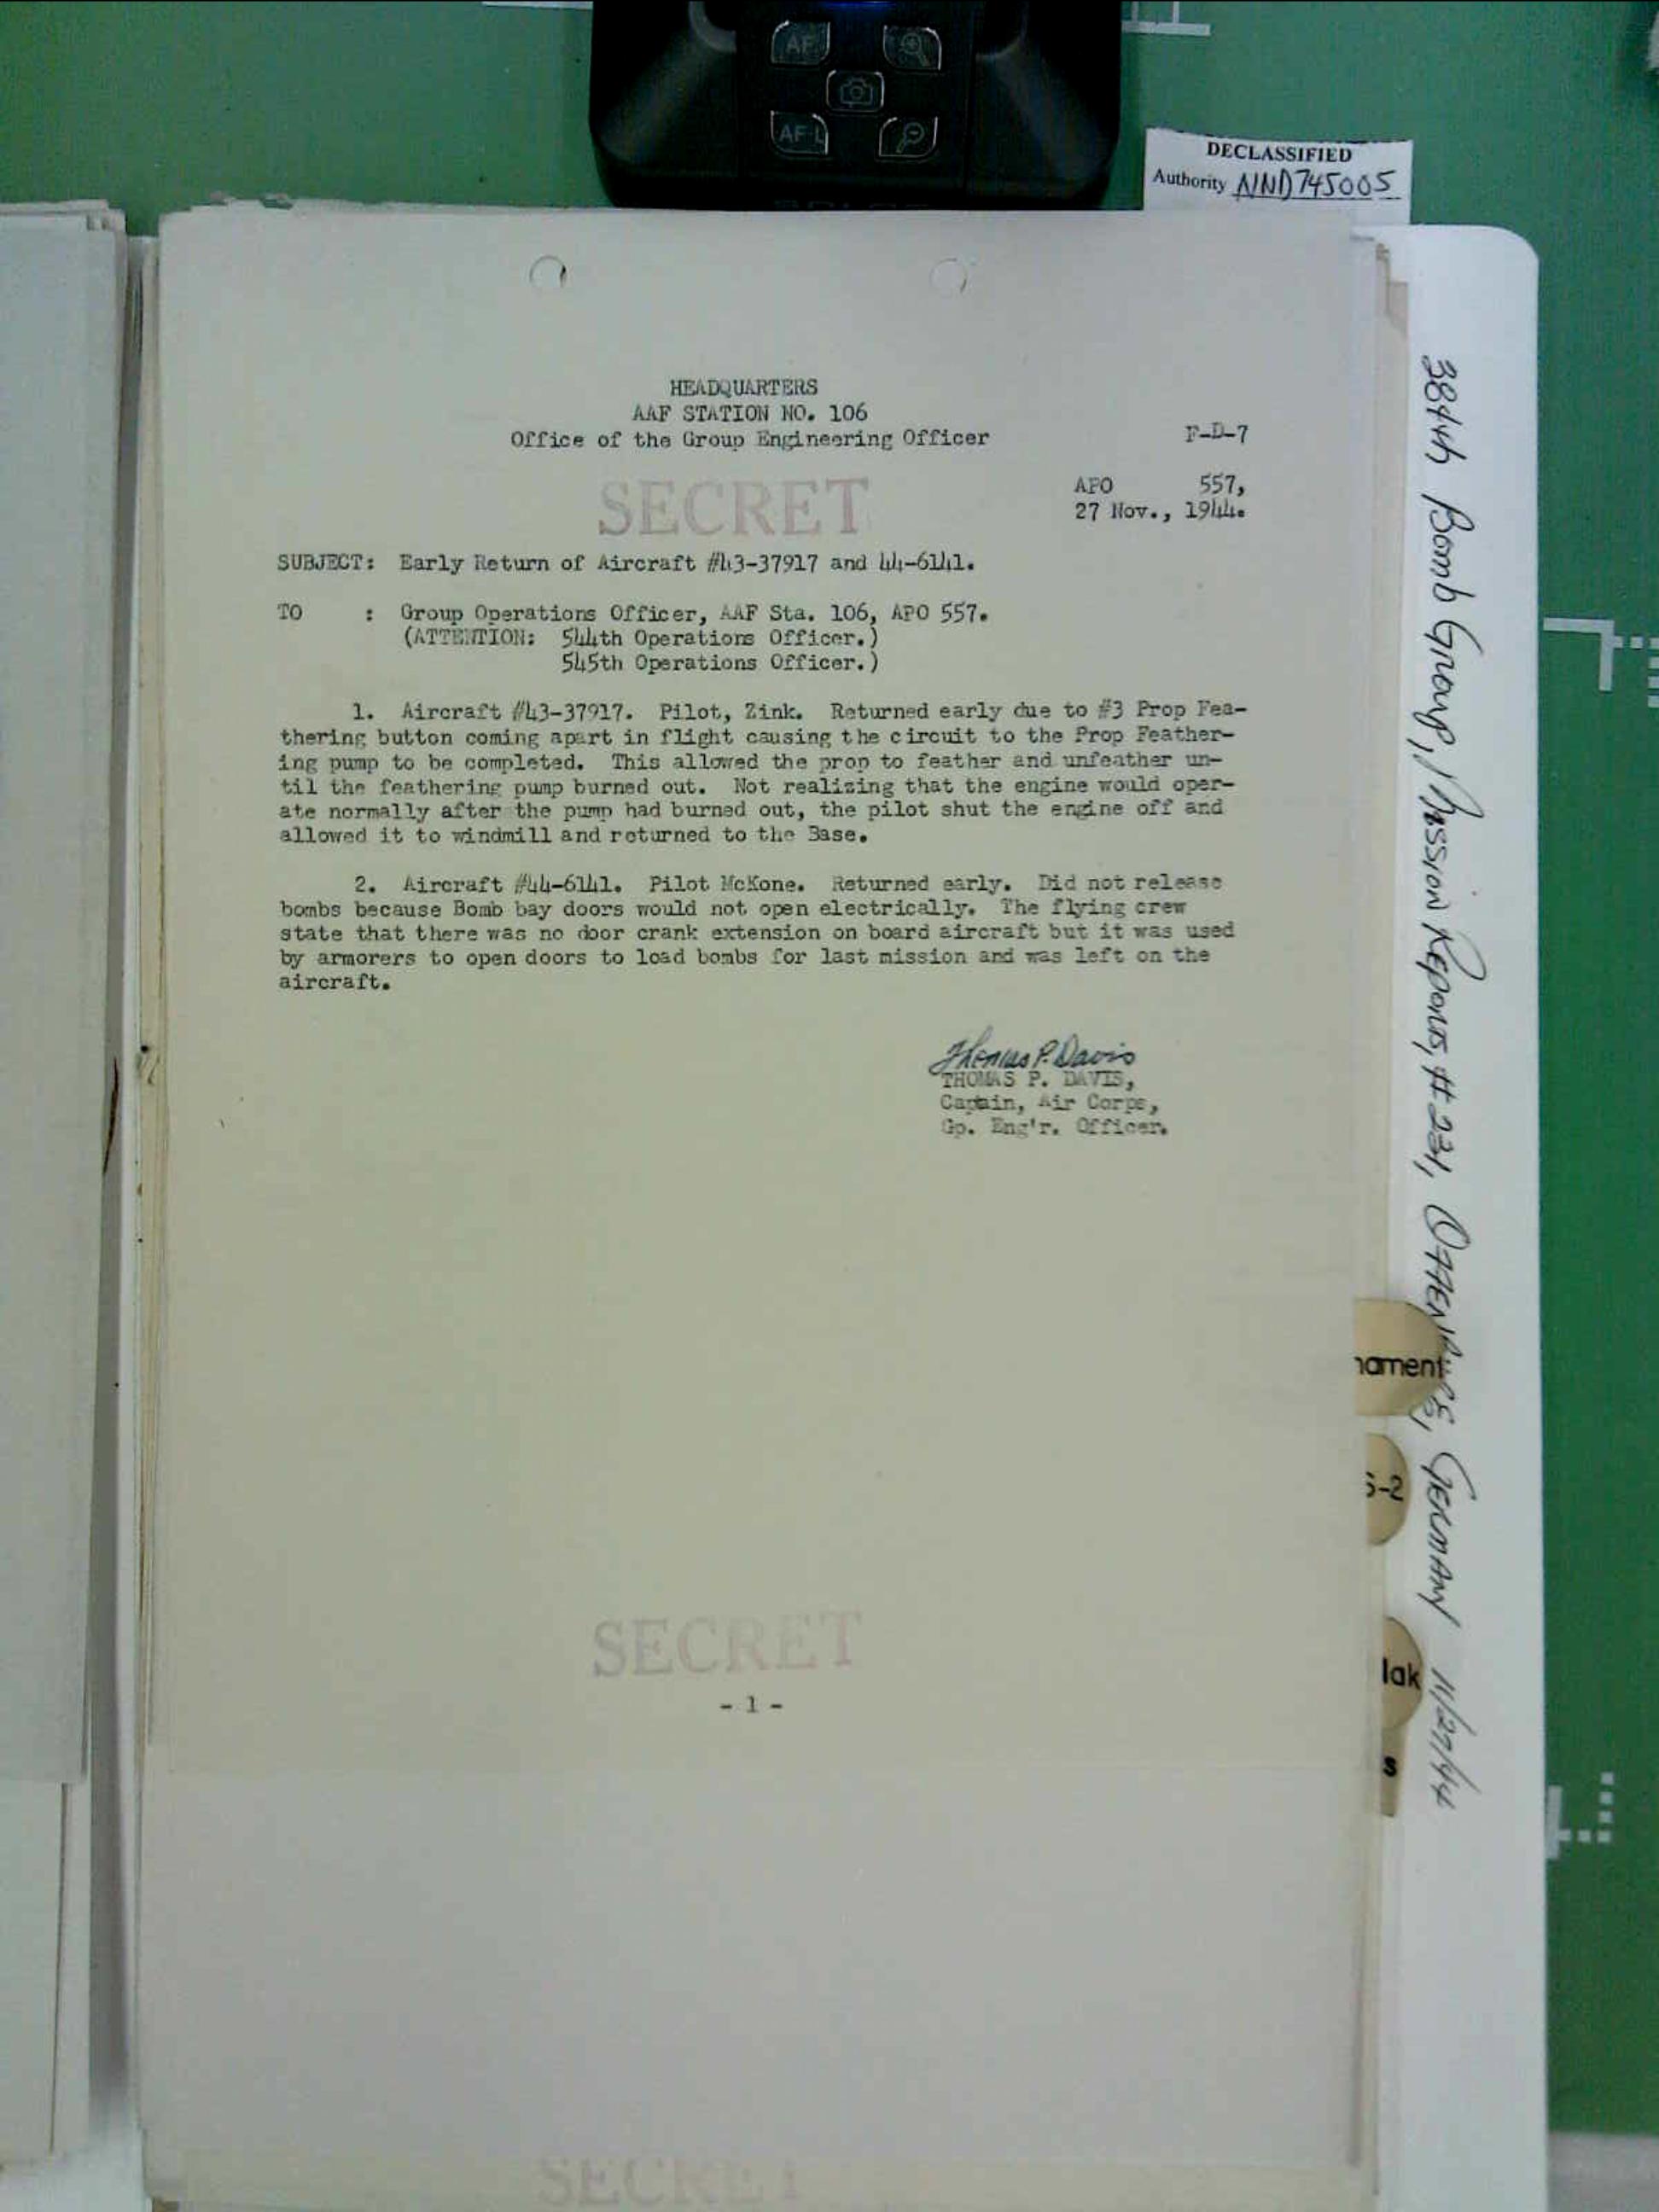 AF
AF-L
DECLASSIFIED
Authority NND745005
HEADQUARTERS
AAF STATION NO. 106
Office of the Group Engineering Officer
F-D-7
SECRET
APO 557,
27 Nov., 1944.
SUBJECT: Early Return of Aircraft #43-37917 and 44-6141.
TO : Group Operations Officer, AAF Sta. 106, APO 557.
(ATTENTION: 544th Operations Officer.)
545th Operations Officer.)
1. Aircraft #43-37917. Pilot, Zink. Returned early due to #3 Prop Fea-
thering button coming apart in flight causing the circuit to the Prop Feather-
ing pump to be completed. This allowed the prop to feather and unfeather un-
til the feathering pump burned out. Not realizing that the engine would oper-
ate normally after the pump had burned out, the pilot shut the engine off and
allowed it to windmill and returned to the Base.
2. Aircraft #44-6141. Pilot McKone. Returned early. Did not release
bombs because Bomb bay doors would not open electrically. The flying crew
state that there was no door crank extension on board aircraft but it was used
by armorers to open doors to load bombs for last mission and was left on the
aircraft.
Thomas P. Davis
THOMAS P. DAVIS,
Captain, Air Corps,
Gp. Eng'r. Officer.
SECRET
- 1 -
SECRET
384th Bomb Group, Mission Reports, #231, Germany 11/27/44
nament
S-2
lak
s